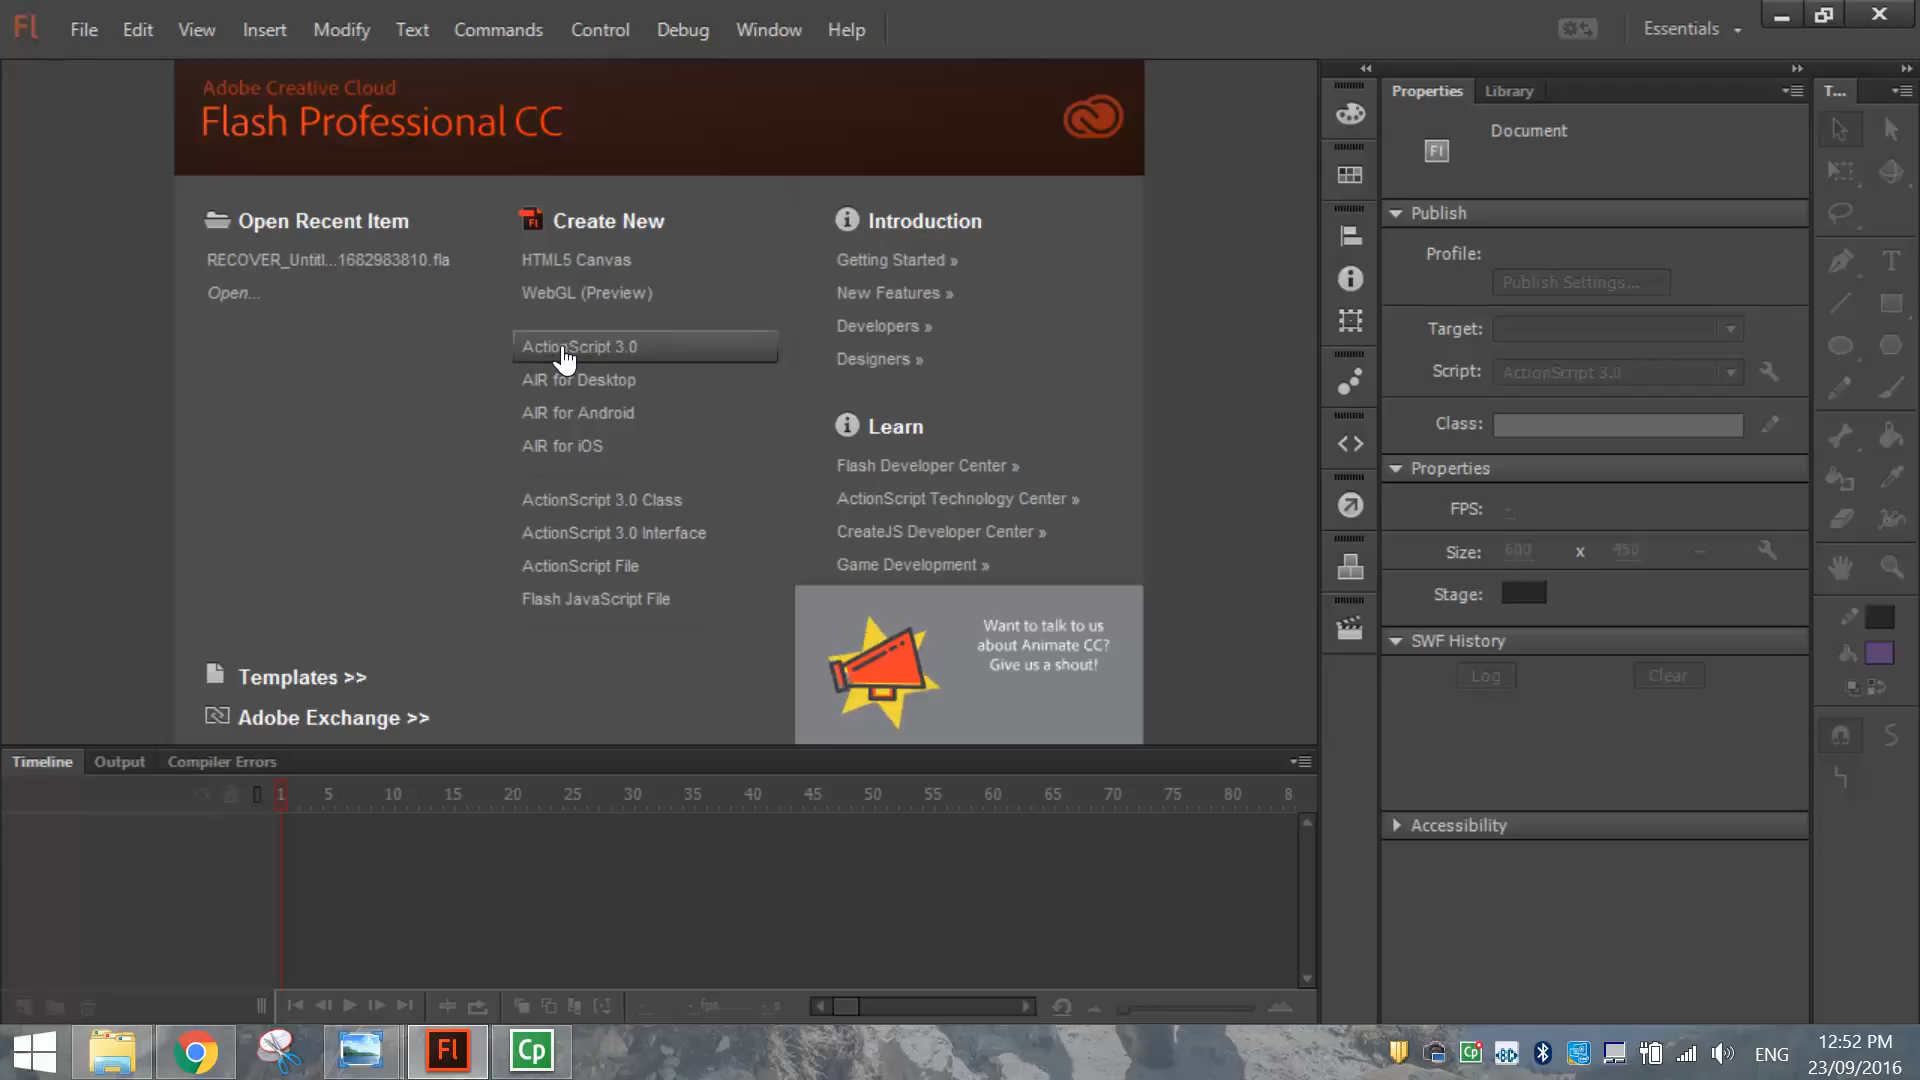 Fl File Edit View Insert Modify Text Commands Control Debug Window Help Essentials
Adobe Creative Cloud
Flash Professional CC
Open Recent Item
RECOVER_Untitl...1682983810.fla
Open...
Templates >>
Adobe Exchange >>
Create New
HTML5 Canvas
WebGL (Preview)
ActionScript 3.0
AIR for Desktop
AIR for Android
AIR for iOS
ActionScript 3.0 Class
ActionScript 3.0 Interface
ActionScript File
Flash JavaScript File
Introduction
Getting Started »
New Features »
Developers »
Designers »
Learn
Flash Developer Center »
ActionScript Technology Center »
CreateJS Developer Center »
Game Development »
Want to talk to us
about Animate CC?
Give us a shout!
Properties Library
Fl Document
Publish
Profile:
Publish Settings...
Target:
Script: ActionScript 3.0
Class:
Properties
FPS: -
Size: 600 x 450
Stage:
SWF History
Log Clear
Accessibility
T...
Timeline Output Compiler Errors
1 5 10 15 20 25 30 35 40 45 50 55 60 65 70 75 80 8
- - fps - s
Fl Cp
Cp ENG
12:52 PM
23/09/2016